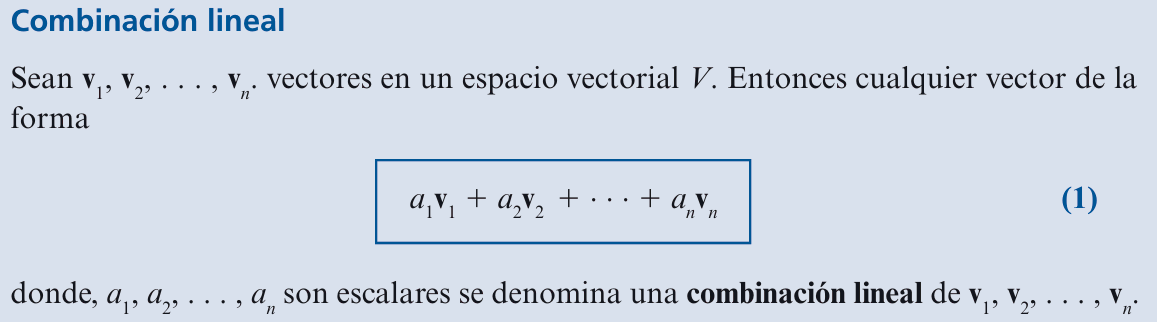 Combinación lineal
Sean v₁, v₂, . . . , vₙ. vectores en un espacio vectorial V. Entonces cualquier vector de la
forma
a₁v₁ + a₂v₂ + · · · + aₙvₙ
(1)
donde, a₁, a₂, . . . , aₙ son escalares se denomina una combinación lineal de v₁, v₂, . . . , vₙ.